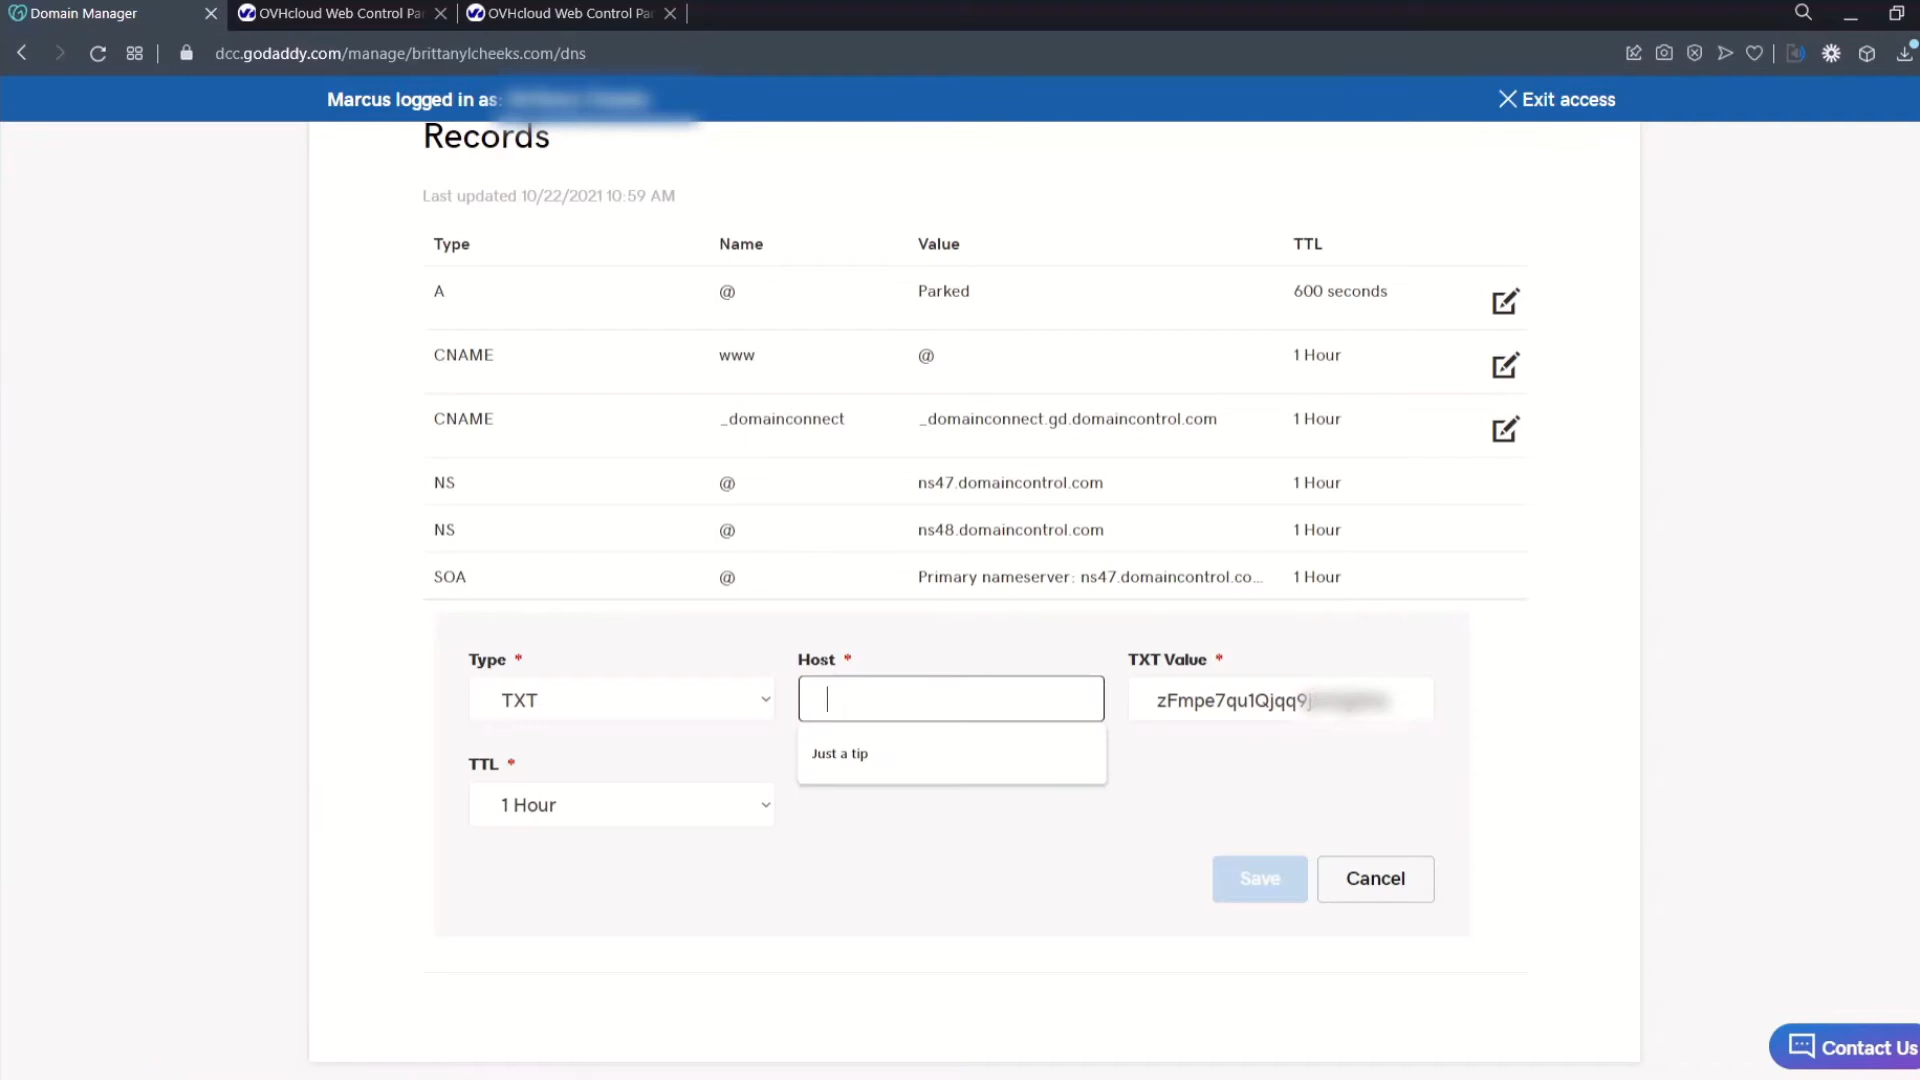 Domain Manager
OVHcloud Web Control Pa
OVHcloud Web Control Pa
dcc.godaddy.com/manage/brittanylcheeks.com/dns
Marcus logged in as:
Exit access
Records
Last updated 10/22/2021 10:59 AM
Type Name Value TTL
A @ Parked 600 seconds
CNAME www @ 1 Hour
CNAME _domainconnect _domainconnect.gd.domaincontrol.com 1 Hour
NS @ ns47.domaincontrol.com 1 Hour
NS @ ns48.domaincontrol.com 1 Hour
SOA @ Primary nameserver: ns47.domaincontrol.co... 1 Hour
Type * Host * TXT Value *
TXT zFmpe7qu1Qjqq9j
Just a tip
TTL *
1 Hour
Save Cancel
Contact Us